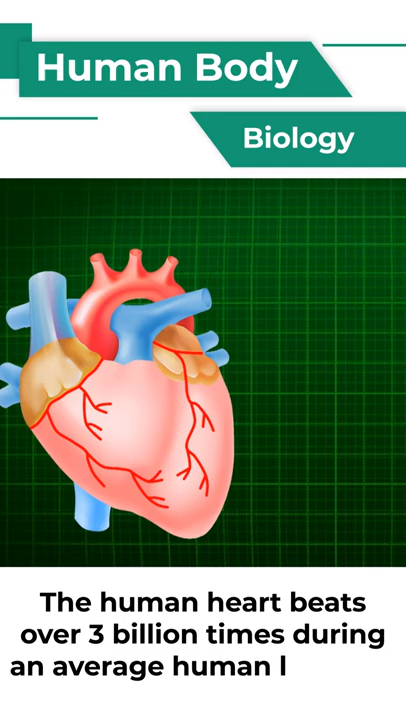 Human Body
Biology
The human heart beats
over 3 billion times during
an average human l